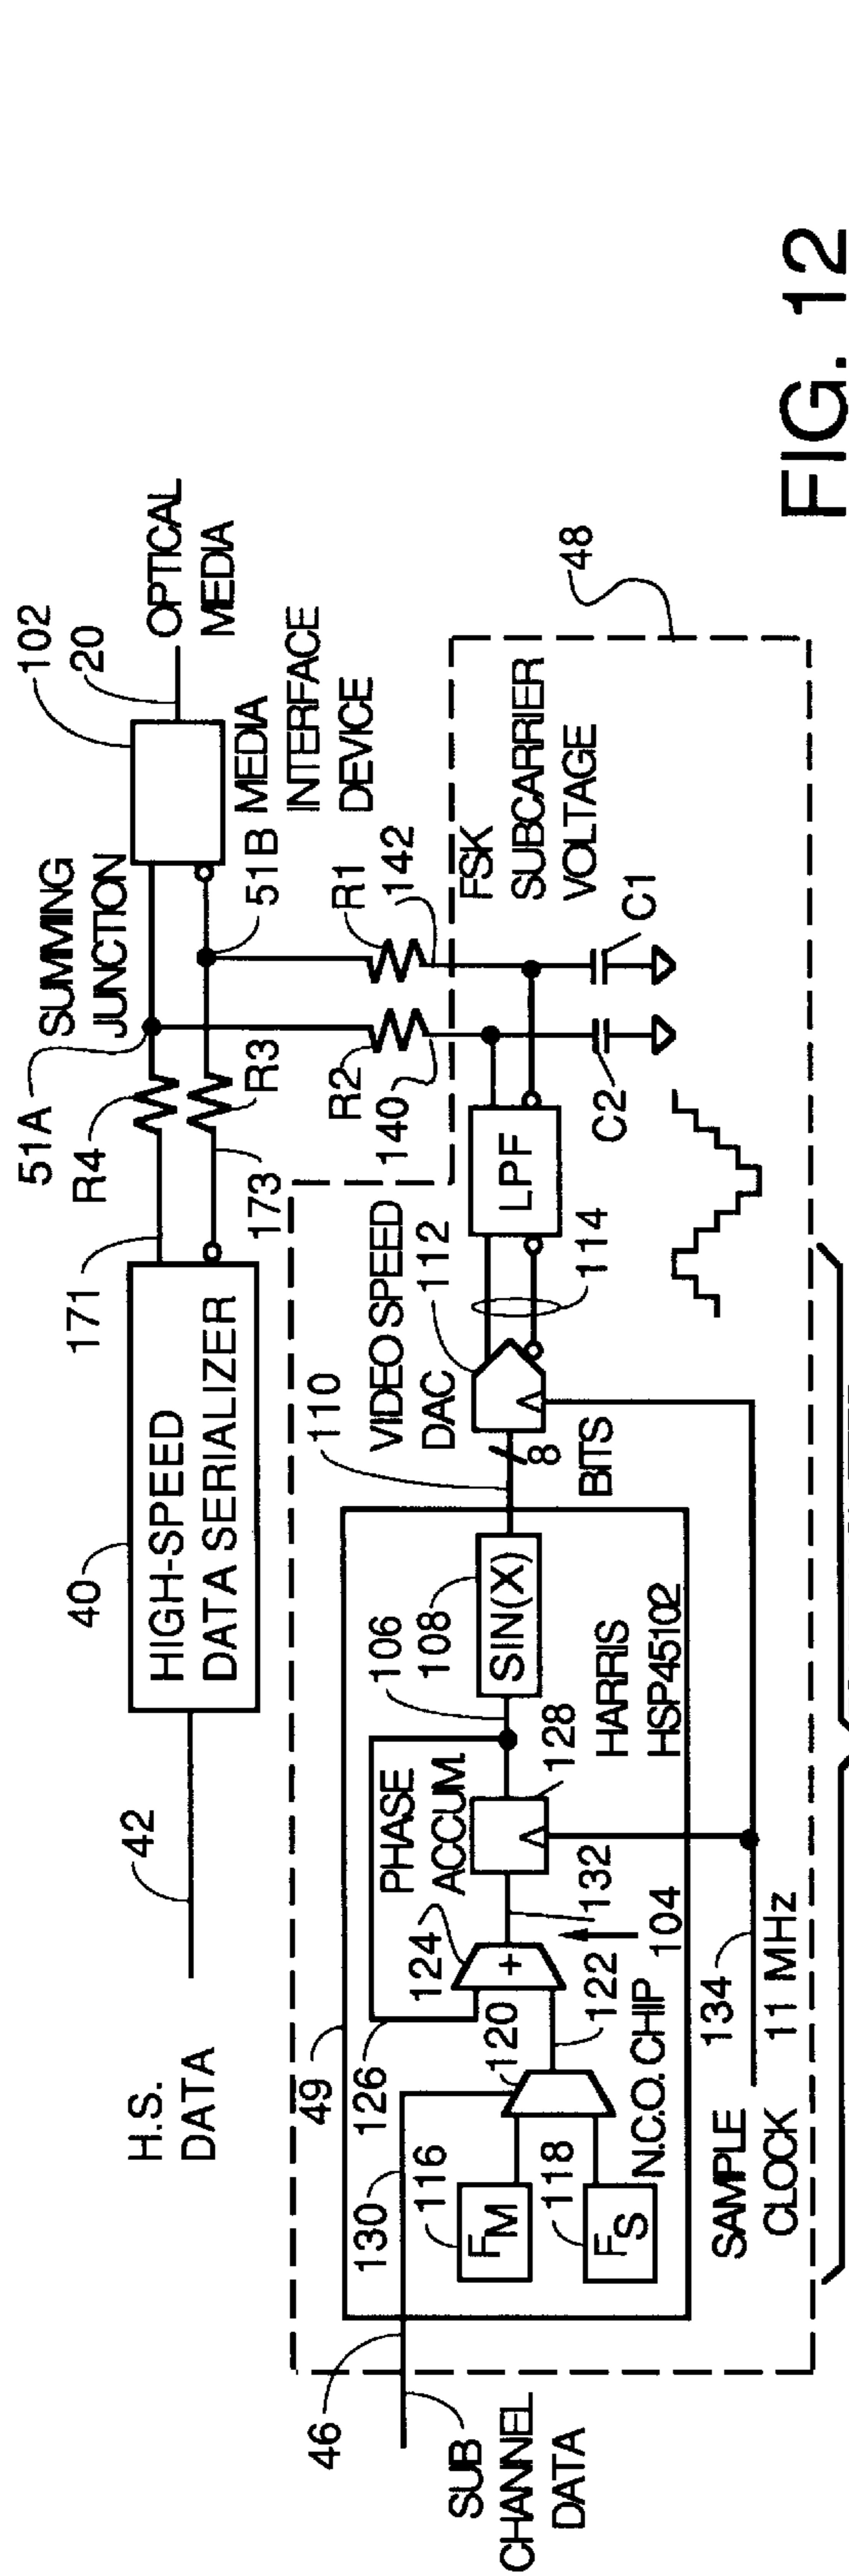 102
20
OPTICAL
MEDIA
SUMMING
JUNCTION
51A
R4
171
173
R3
51B
MEDIA
INTERFACE
DEVICE
40
HIGH-SPEED
DATA SERIALIZER
42
H.S.
DATA
R1
142
R2
140
FSK
SUBCARRIER
VOLTAGE
48
C1
C2
LPF
114
VIDEO SPEED
DAC
112
110
8
BITS
49
106
108
SIN(X)
PHASE
ACCUM.
128
HARRIS
HSP45102
124
+
132
104
126
120
122
N.C.O. CHIP
130
116
FM
118
FS
46
SUB
CHANNEL
DATA
134
11 MHz
SAMPLE
CLOCK
FIG. 12